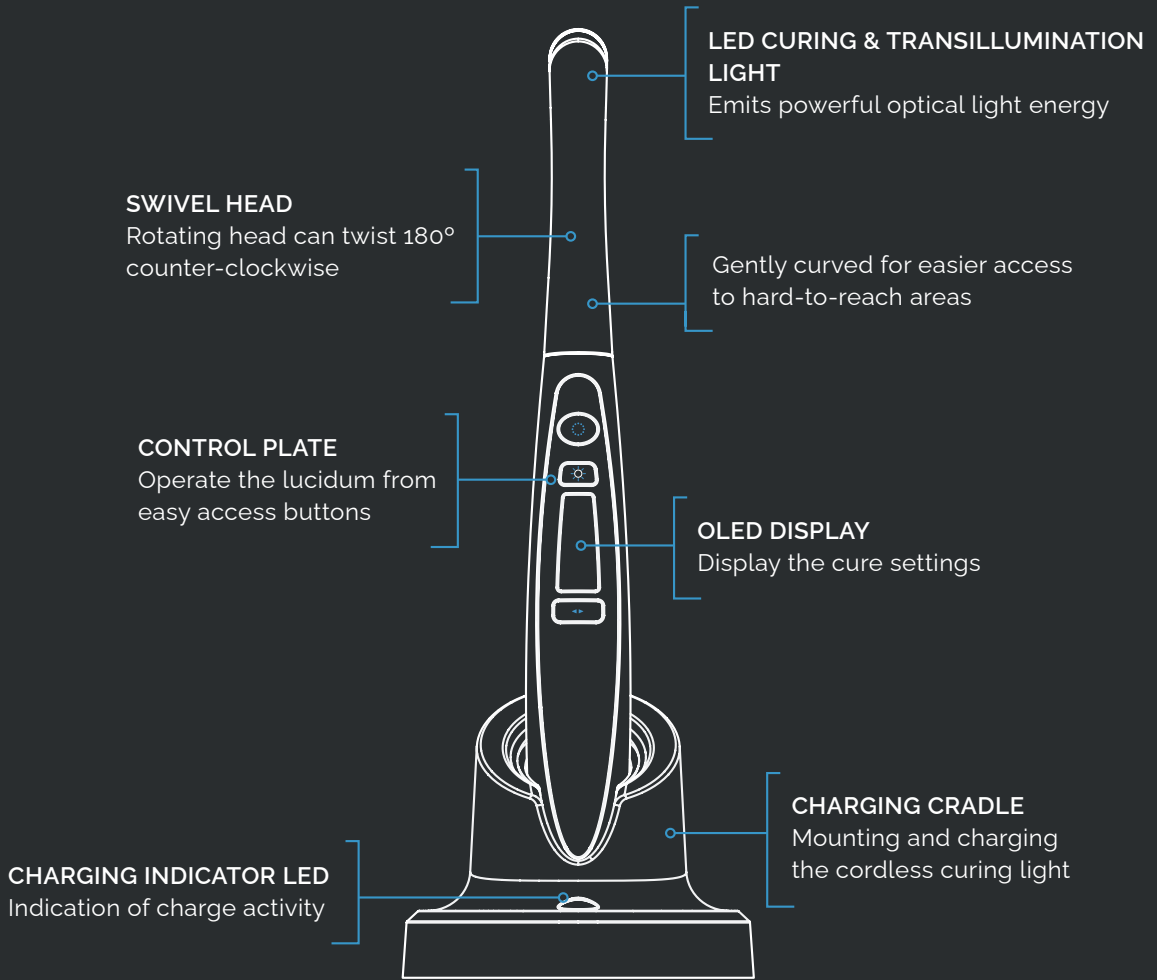 LED CURING & TRANSILLUMINATION
LIGHT
Emits powerful optical light energy
SWIVEL HEAD
Rotating head can twist 180º
counter-clockwise
Gently curved for easier access
to hard-to-reach areas
CONTROL PLATE
Operate the lucidum from
easy access buttons
OLED DISPLAY
Display the cure settings
CHARGING CRADLE
Mounting and charging
the cordless curing light
CHARGING INDICATOR LED
Indication of charge activity